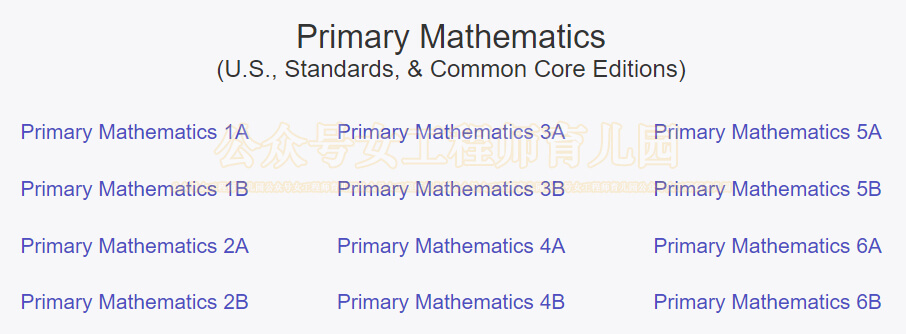 Primary Mathematics
(U.S., Standards, & Common Core Editions)
Primary Mathematics 1A
Primary Mathematics 3A
Primary Mathematics 5A
公众号女工程师育儿园
Primary Mathematics 1B
Primary Mathematics 3B
Primary Mathematics 5B
Primary Mathematics 2A
Primary Mathematics 4A
Primary Mathematics 6A
Primary Mathematics 2B
Primary Mathematics 4B
Primary Mathematics 6B